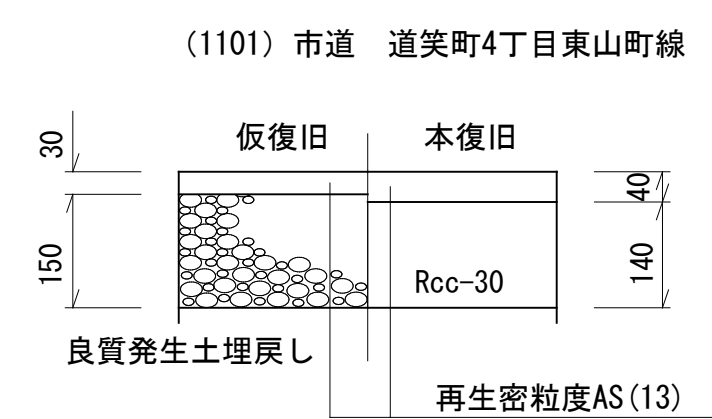 (1101) 市道　道笑町4丁目東山町線
仮復旧
本復旧
30
150
40
140
Rcc-30
良質発生土埋戻し
再生密粒度AS(13)